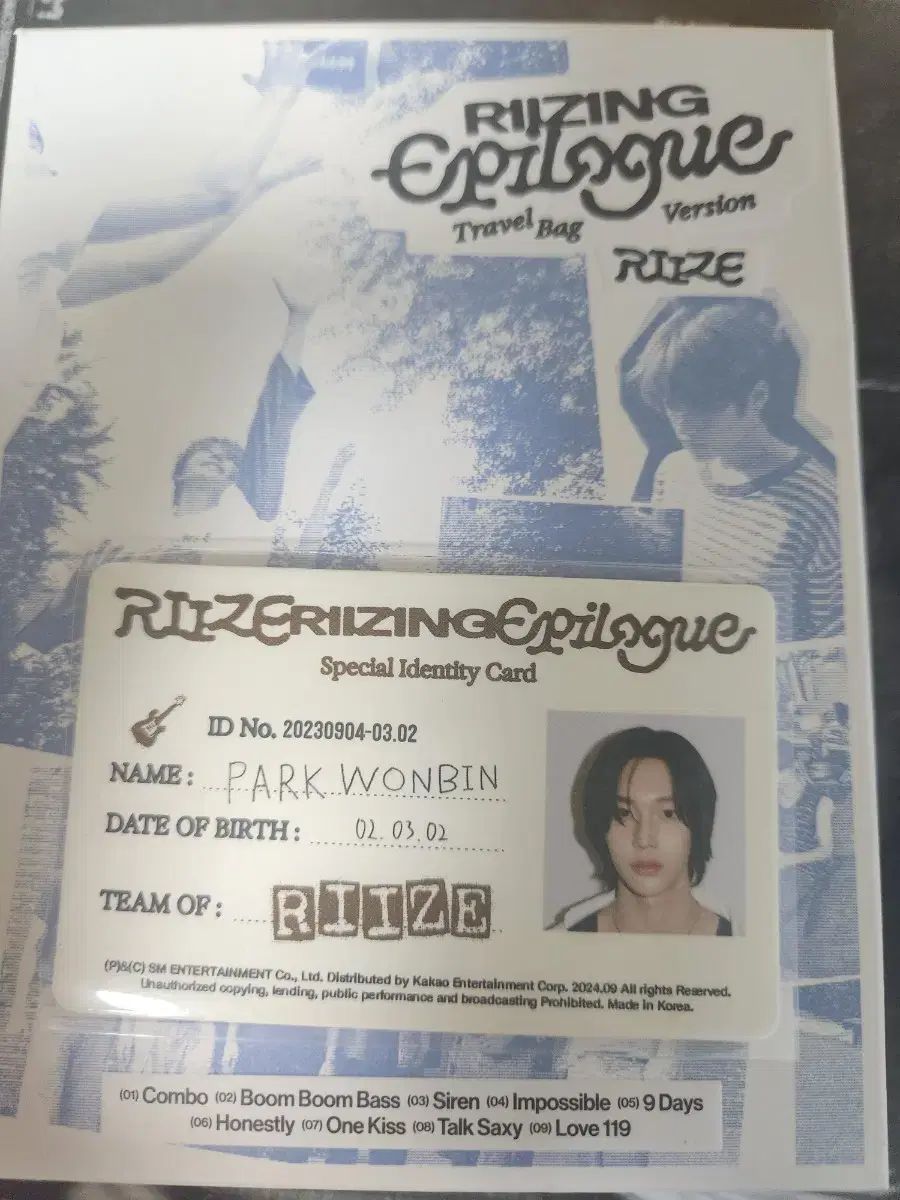 RIIZING
Epilogue
Travel Bag Version
RIIZE
RIIZE RIIZING Epilogue
Special Identity Card
ID No. 20230904-03.02
NAME : PARK WONBIN
DATE OF BIRTH : 02.03.02
TEAM OF : RIIZE
(P)&(C) SM ENTERTAINMENT Co., Ltd. Distributed by Kakao Entertainment Corp. 2024.09 All rights Reserved.
Unauthorized copying, lending, public performance and broadcasting Prohibited. Made in Korea.
(01) Combo (02) Boom Boom Bass (03) Siren (04) Impossible (05) 9 Days
(06) Honestly (07) One Kiss (08) Talk Saxy (09) Love 119